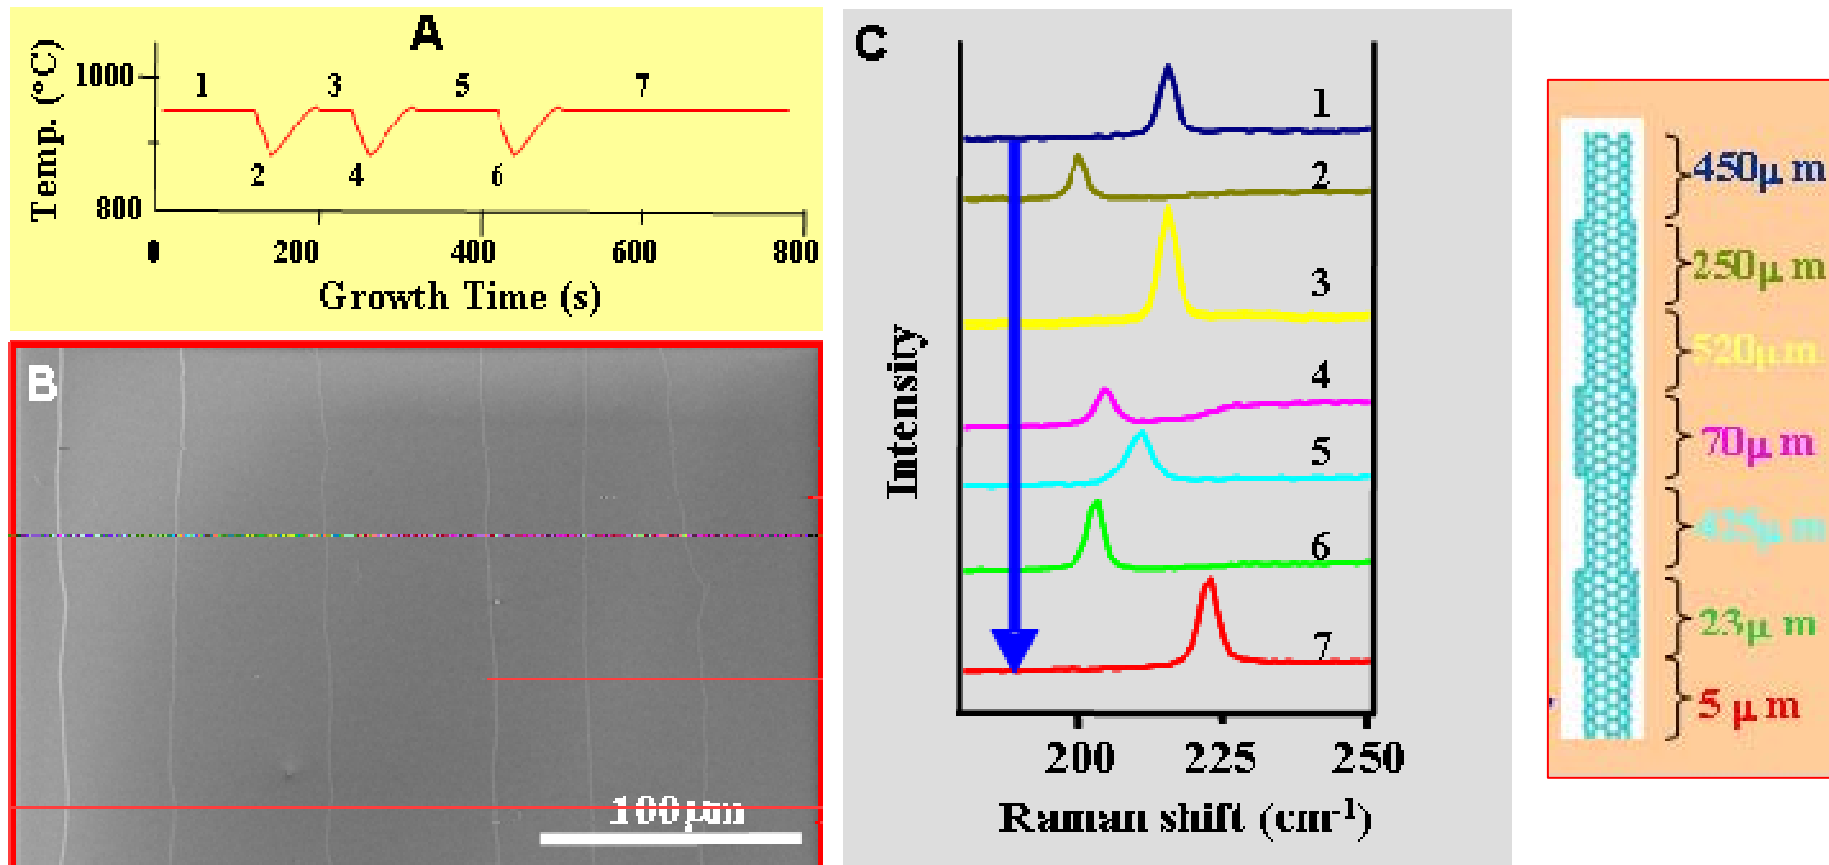 A
Temp. (°C)
1000
800
1 3 5 7
2 4 6
0 200 400 600 800
Growth Time (s)
B
100μm
C
Intensity
1
2
3
4
5
6
7
200 225 250
Raman shift (cm-1)
450μ m
250μ m
520μ m
70μ m
425μ m
23μ m
5 μ m